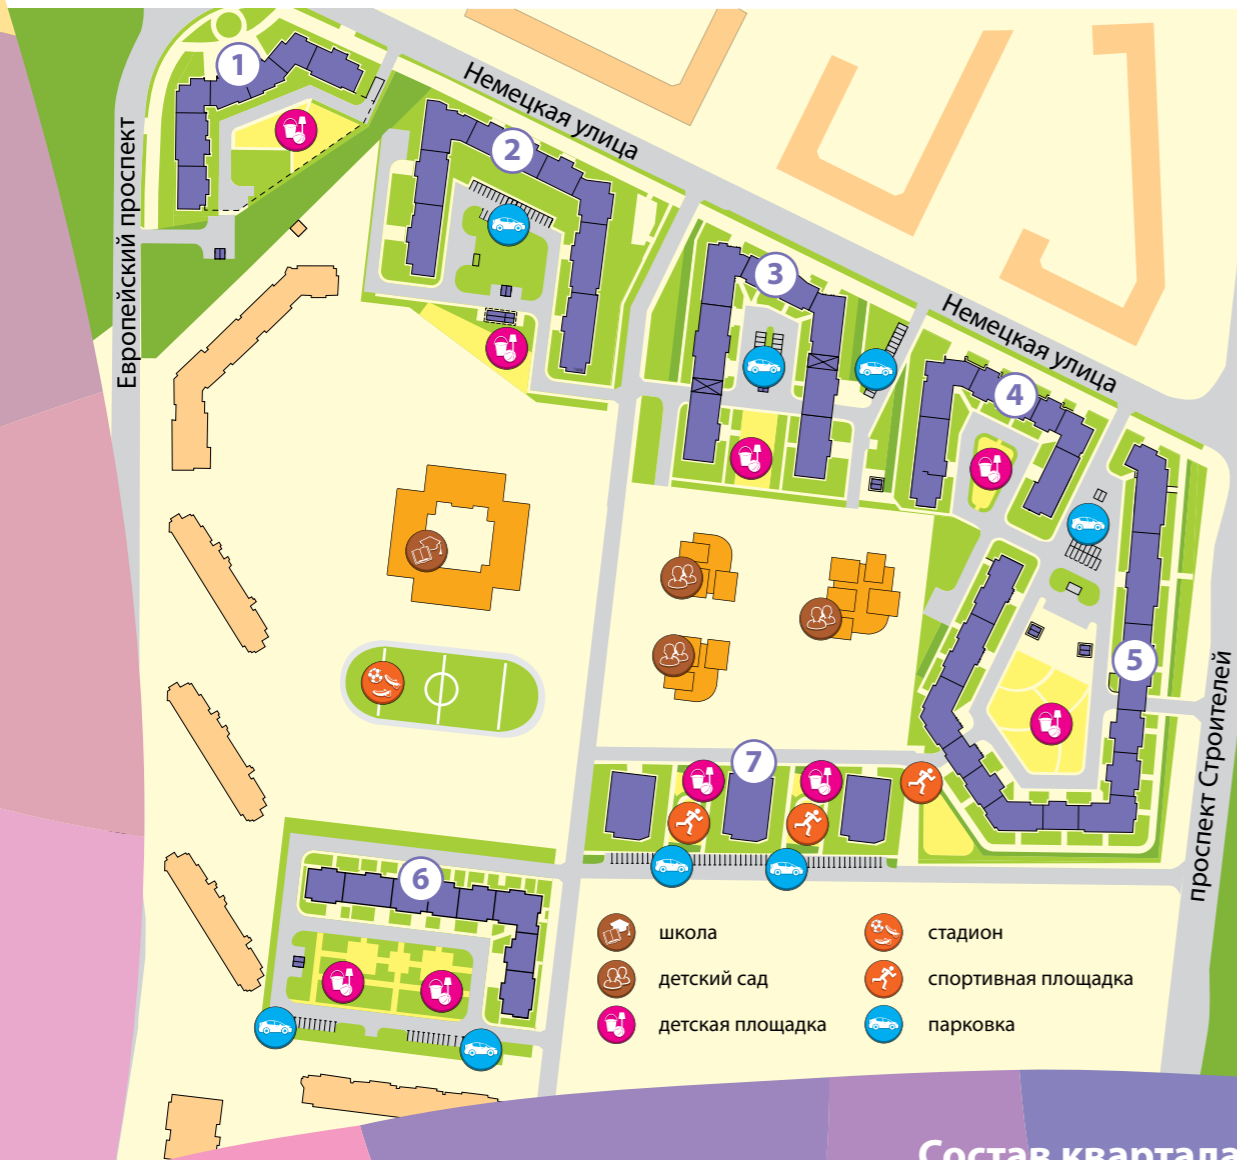 1
Немецкая улица
2
Европейский проспект
3
Немецкая улица
4
5
проспект Строителей
7
6
школа
стадион
детский сад
спортивная площадка
детская площадка
парковка
Состав квартала